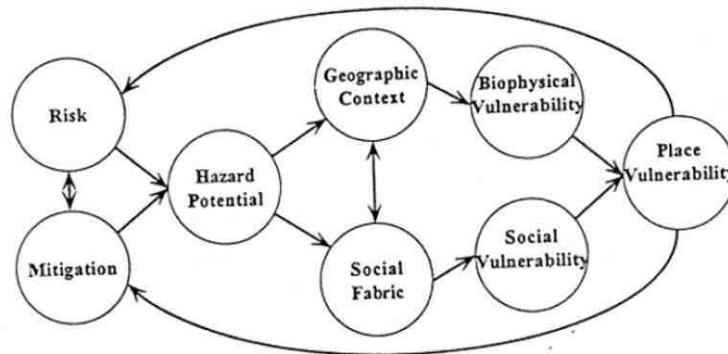 Risk
Mitigation
Hazard
Potential
Geographic
Context
Social
Fabric
Biophysical
Vulnerability
Social
Vulnerability
Place
Vulnerability